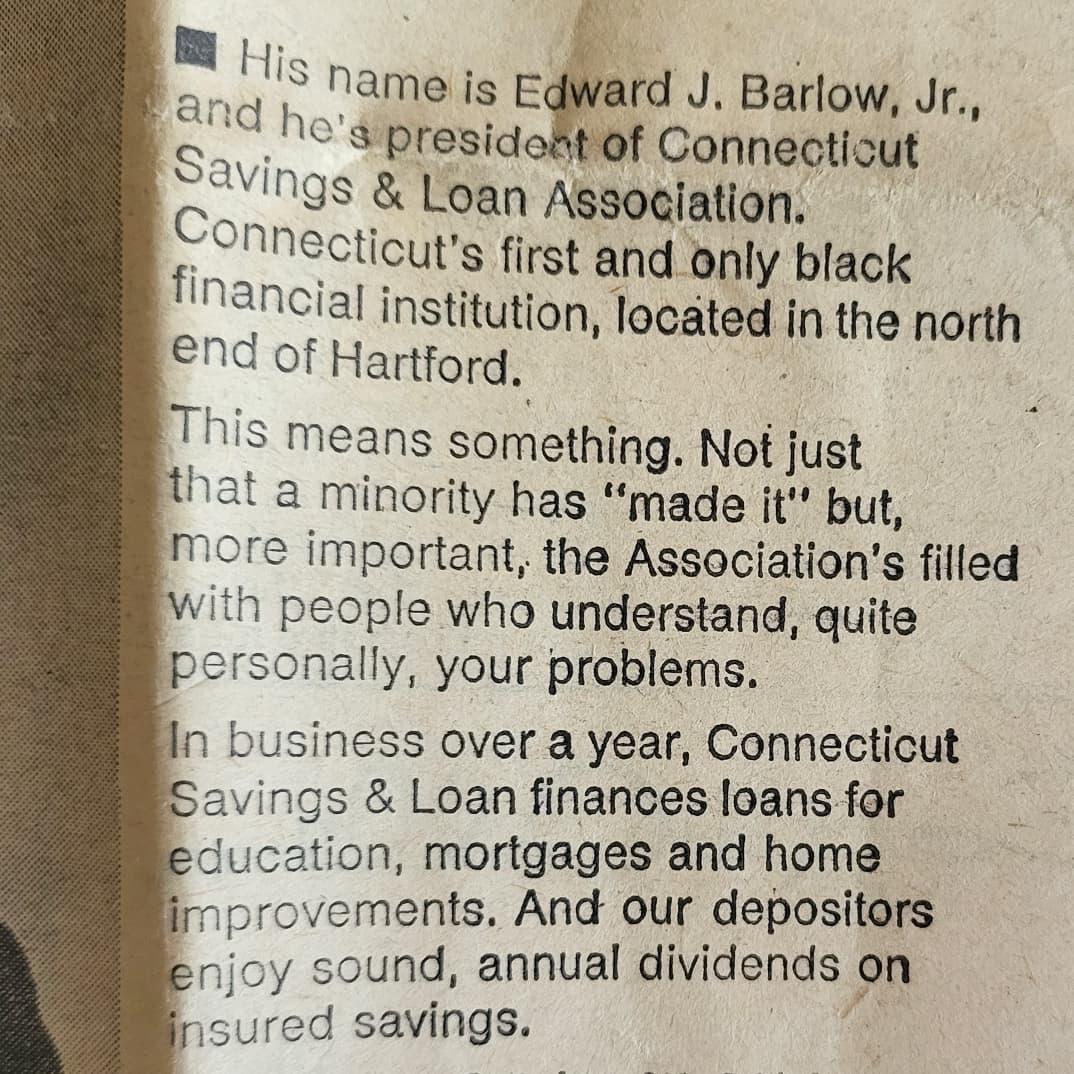 ■ His name is Edward J. Barlow, Jr.,
and he's president of Connecticut
Savings & Loan Association.
Connecticut's first and only black
financial institution, located in the north
end of Hartford.
This means something. Not just
that a minority has “made it” but,
more important, the Association's filled
with people who understand, quite
personally, your problems.
In business over a year, Connecticut
Savings & Loan finances loans for
education, mortgages and home
improvements. And our depositors
enjoy sound, annual dividends on
insured savings.